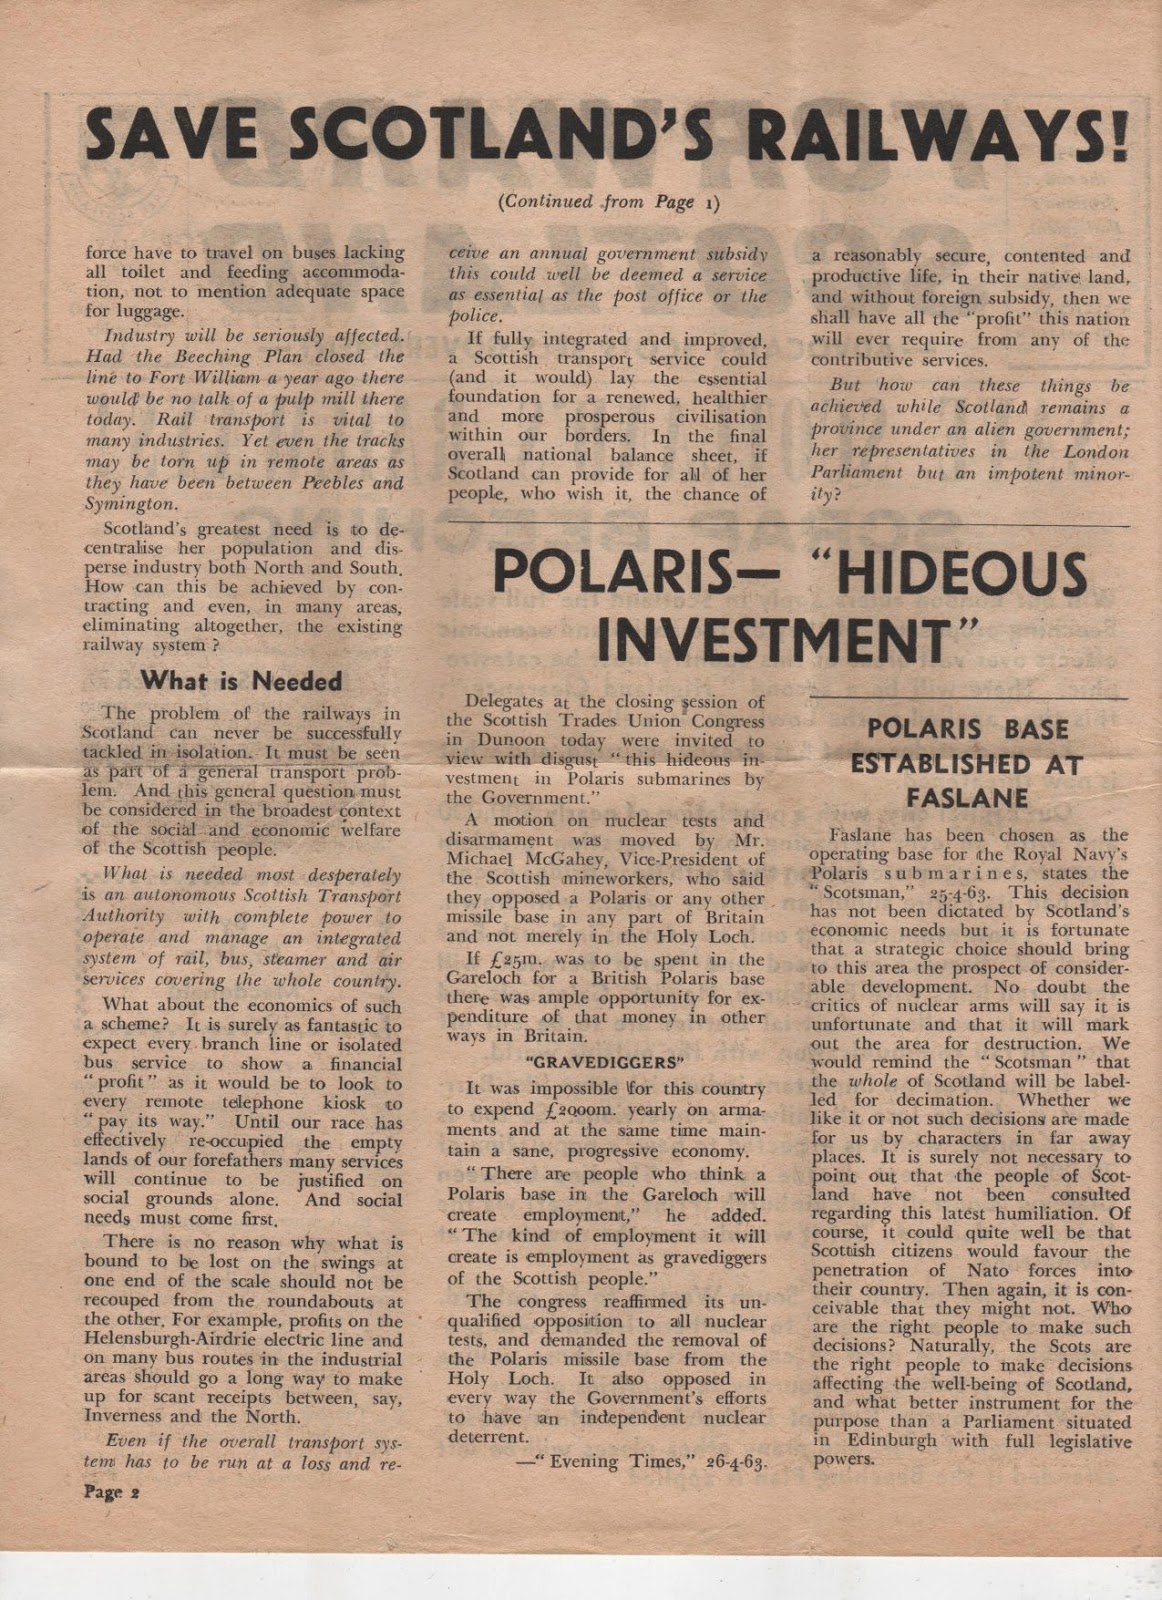 SAVE SCOTLAND'S RAILWAYS!
(Continued from Page 1)
force have to travel on buses lacking
all toilet and feeding accommoda-
tion, not to mention adequate space
for luggage.
Industry will be seriously affected.
Had the Beeching Plan closed the
line to Fort William a year ago there
would be no talk of a pulp mill there
today. Rail transport is vital to
many industries. Yet even the tracks
may be torn up in remote areas as
they have been between Peebles and
Symington.
Scotland's greatest need is to de-
centralise her population and dis-
perse industry both North and South.
How can this be achieved by con-
tracting and even, in many areas,
eliminating altogether, the existing
railway system?
What is Needed
The problem of the railways in
Scotland can never be successfully
tackled in isolation. It must be seen
as part of a general transport prob-
lem. And this general question must
be considered in the broadest context
of the social and economic welfare
of the Scottish people.
What is needed most desperately
is an autonomous Scottish Transport
Authority with complete power to
operate and manage an integrated
system of rail, bus, steamer and air
services covering the whole country.
What about the economics of such
a scheme? It is surely as fantastic to
expect every branch line or isolated
bus service to show a financial
"profit" as it would be to look to
every remote telephone kiosk to
"pay its way." Until our race has
effectively re-occupied the empty
lands of our forefathers many services
will continue to be justified on
social grounds alone. And social
needs must come first.
There is no reason why what is
bound to be lost on the swings at
one end of the scale should not be
recouped from the roundabouts at
the other. For example, profits on the
Helensburgh-Airdrie electric line and
on many bus routes in the industrial
areas should go a long way to make
up for scant receipts between, say,
Inverness and the North.
Even if the overall transport sys-
tem has to be run at a loss and re-
ceive an annual government subsidy
this could well be deemed a service
as essential as the post office or the
police.
If fully integrated and improved,
a Scottish transport service could
(and it would) lay the essential
foundation for a renewed, healthier
and more prosperous civilisation
within our borders. In the final
overall national balance sheet, if
Scotland can provide for all of her
people, who wish it, the chance of
a reasonably secure, contented and
productive life, in their native land,
and without foreign subsidy, then we
shall have all the "profit" this nation
will ever require from any of the
contributive services.
But how can these things be
achieved while Scotland remains a
province under an alien government;
her representatives in the London
Parliament but an impotent minor-
ity?
POLARIS— "HIDEOUS
INVESTMENT"
Delegates at the closing session of
the Scottish Trades Union Congress
in Dunoon today were invited to
view with disgust "this hideous in-
vestment in Polaris submarines by
the Government."
A motion on nuclear tests and
disarmament was moved by Mr.
Michael McGahey, Vice-President of
the Scottish mineworkers, who said
they opposed a Polaris or any other
missile base in any part of Britain
and not merely in the Holy Loch.
If £25m. was to be spent in the
Gareloch for a British Polaris base
there was ample opportunity for ex-
penditure of that money in other
ways in Britain.
"GRAVEDIGGERS"
It was impossible for this country
to expend £2000m. yearly on arma-
ments and at the same time main-
tain a sane, progressive economy.
"There are people who think a
Polaris base in the Gareloch will
create employment," he added.
"The kind of employment it will
create is employment as gravediggers
of the Scottish people."
The congress reaffirmed its un-
qualified opposition to all nuclear
tests, and demanded the removal of
the Polaris missile base from the
Holy Loch. It also opposed in
every way the Government's efforts
to have an independent nuclear
deterrent.
—"Evening Times," 26-4-63.
POLARIS BASE
ESTABLISHED AT
FASLANE
Faslane has been chosen as the
operating base for the Royal Navy's
Polaris submarines, states the
"Scotsman," 25-4-63. This decision
has not been dictated by Scotland's
economic needs but it is fortunate
that a strategic choice should bring
to this area the prospect of consider-
able development. No doubt the
critics of nuclear arms will say it is
unfortunate and that it will mark
out the area for destruction. We
would remind the "Scotsman" that
the whole of Scotland will be label-
led for decimation. Whether we
like it or not such decisions are made
for us by characters in far away
places. It is surely not necessary to
point out that the people of Scot-
land have not been consulted
regarding this latest humiliation. Of
course, it could quite well be that
Scottish citizens would favour the
penetration of Nato forces into
their country. Then again, it is con-
ceivable that they might not. Who
are the right people to make such
decisions? Naturally, the Scots are
the right people to make decisions
affecting the well-being of Scotland,
and what better instrument for the
purpose than a Parliament situated
in Edinburgh with full legislative
powers.
Page 2